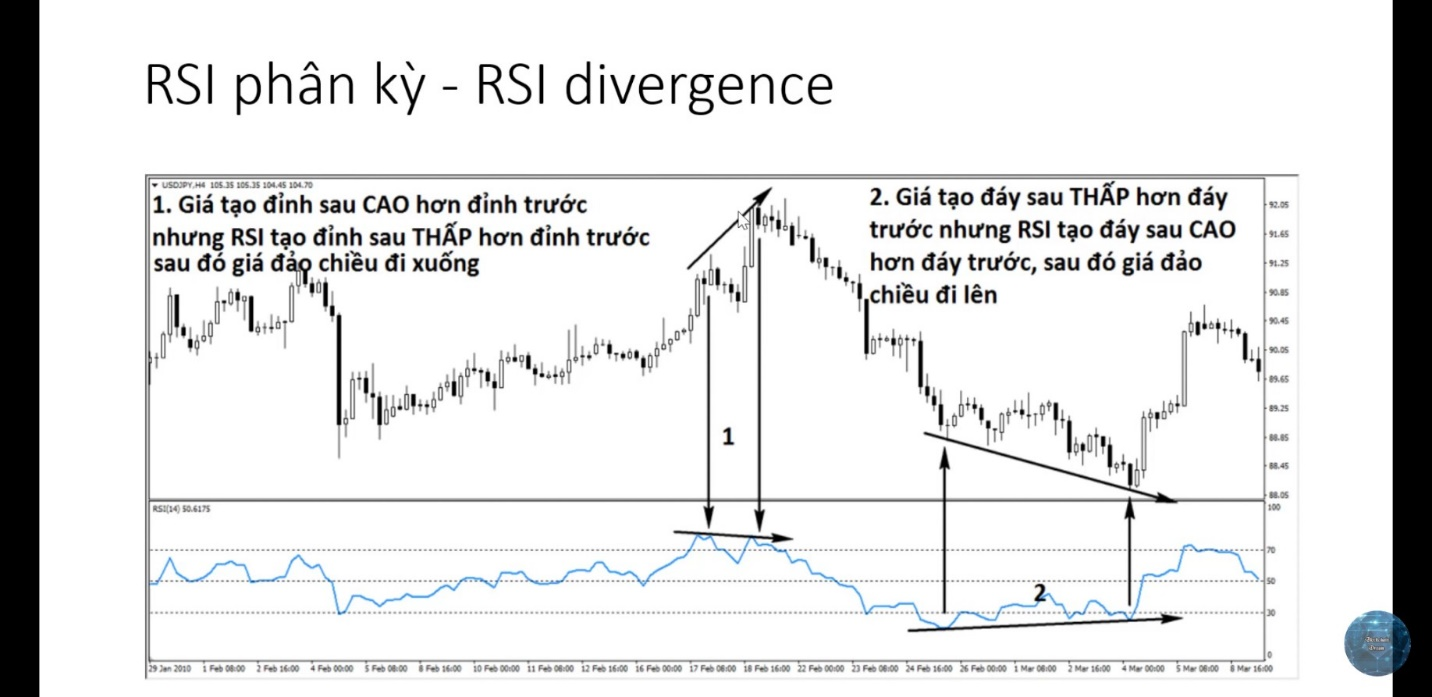 RSI phân kỳ - RSI divergence
USDJPY,H4 105.35 105.35 104.45 104.70
1. Giá tạo đỉnh sau CAO hơn đỉnh trước
nhưng RSI tạo đỉnh sau THẤP hơn đỉnh trước
sau đó giá đảo chiều đi xuống
2. Giá tạo đáy sau THẤP hơn đáy
trước nhưng RSI tạo đáy sau CAO
hơn đáy trước, sau đó giá đảo
chiều đi lên
92.05
91.65
91.25
90.85
90.45
90.05
89.65
89.25
88.85
88.45
88.05
1
RSI(14) 50.6175
100
70
50
30
0
2
29 Jan 2010 1 Feb 08:00 2 Feb 16:00 4 Feb 00:00 5 Feb 08:00 8 Feb 16:00 10 Feb 00:00 11 Feb 08:00 12 Feb 16:00 16 Feb 00:00 17 Feb 08:00 18 Feb 16:00 22 Feb 00:00 23 Feb 08:00 24 Feb 16:00 26 Feb 00:00 1 Mar 08:00 2 Mar 16:00 4 Mar 00:00 5 Mar 08:00 8 Mar 16:00